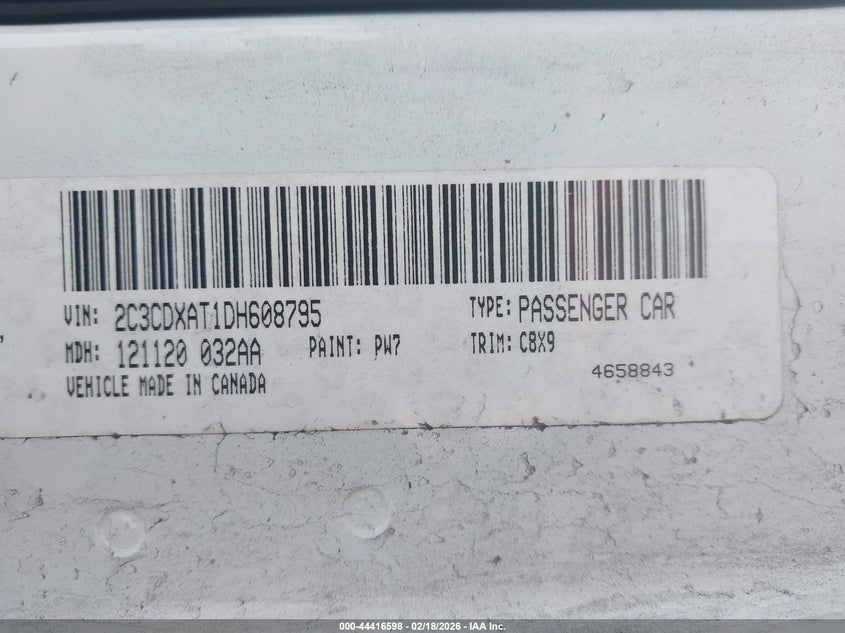 VIN: 2C3CDXAT1DH608795 TYPE: PASSENGER CAR
MDH: 121120 032AA PAINT: PW7 TRIM: C8X9
VEHICLE MADE IN CANADA 4658843
000-44416598 - 02/18/2026 - IAA Inc.